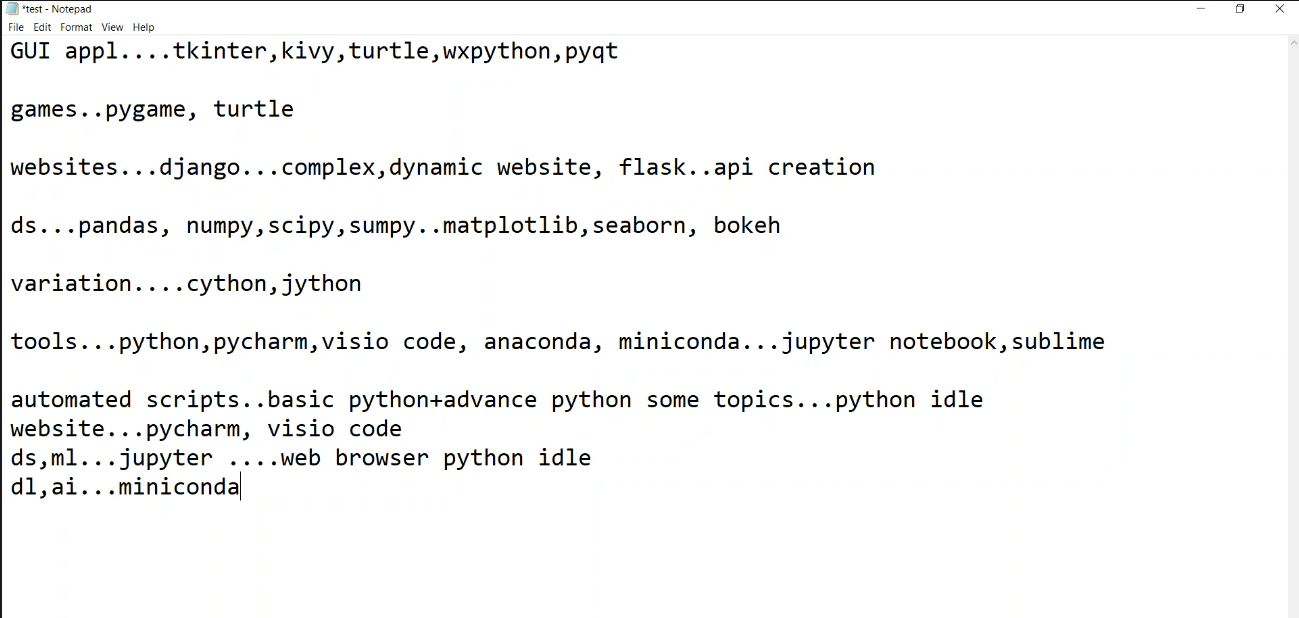 *test - Notepad
File Edit Format View Help
GUI appl....tkinter,kivy,turtle,wxpython,pyqt
games..pygame, turtle
websites...django...complex,dynamic website, flask..api creation
ds...pandas, numpy,scipy,sumpy..matplotlib,seaborn, bokeh
variation....cython,jython
tools...python,pycharm,visio code, anaconda, miniconda...jupyter notebook,sublime
automated scripts..basic python+advance python some topics...python idle
website...pycharm, visio code
ds,ml...jupyter ....web browser python idle
dl,ai...miniconda